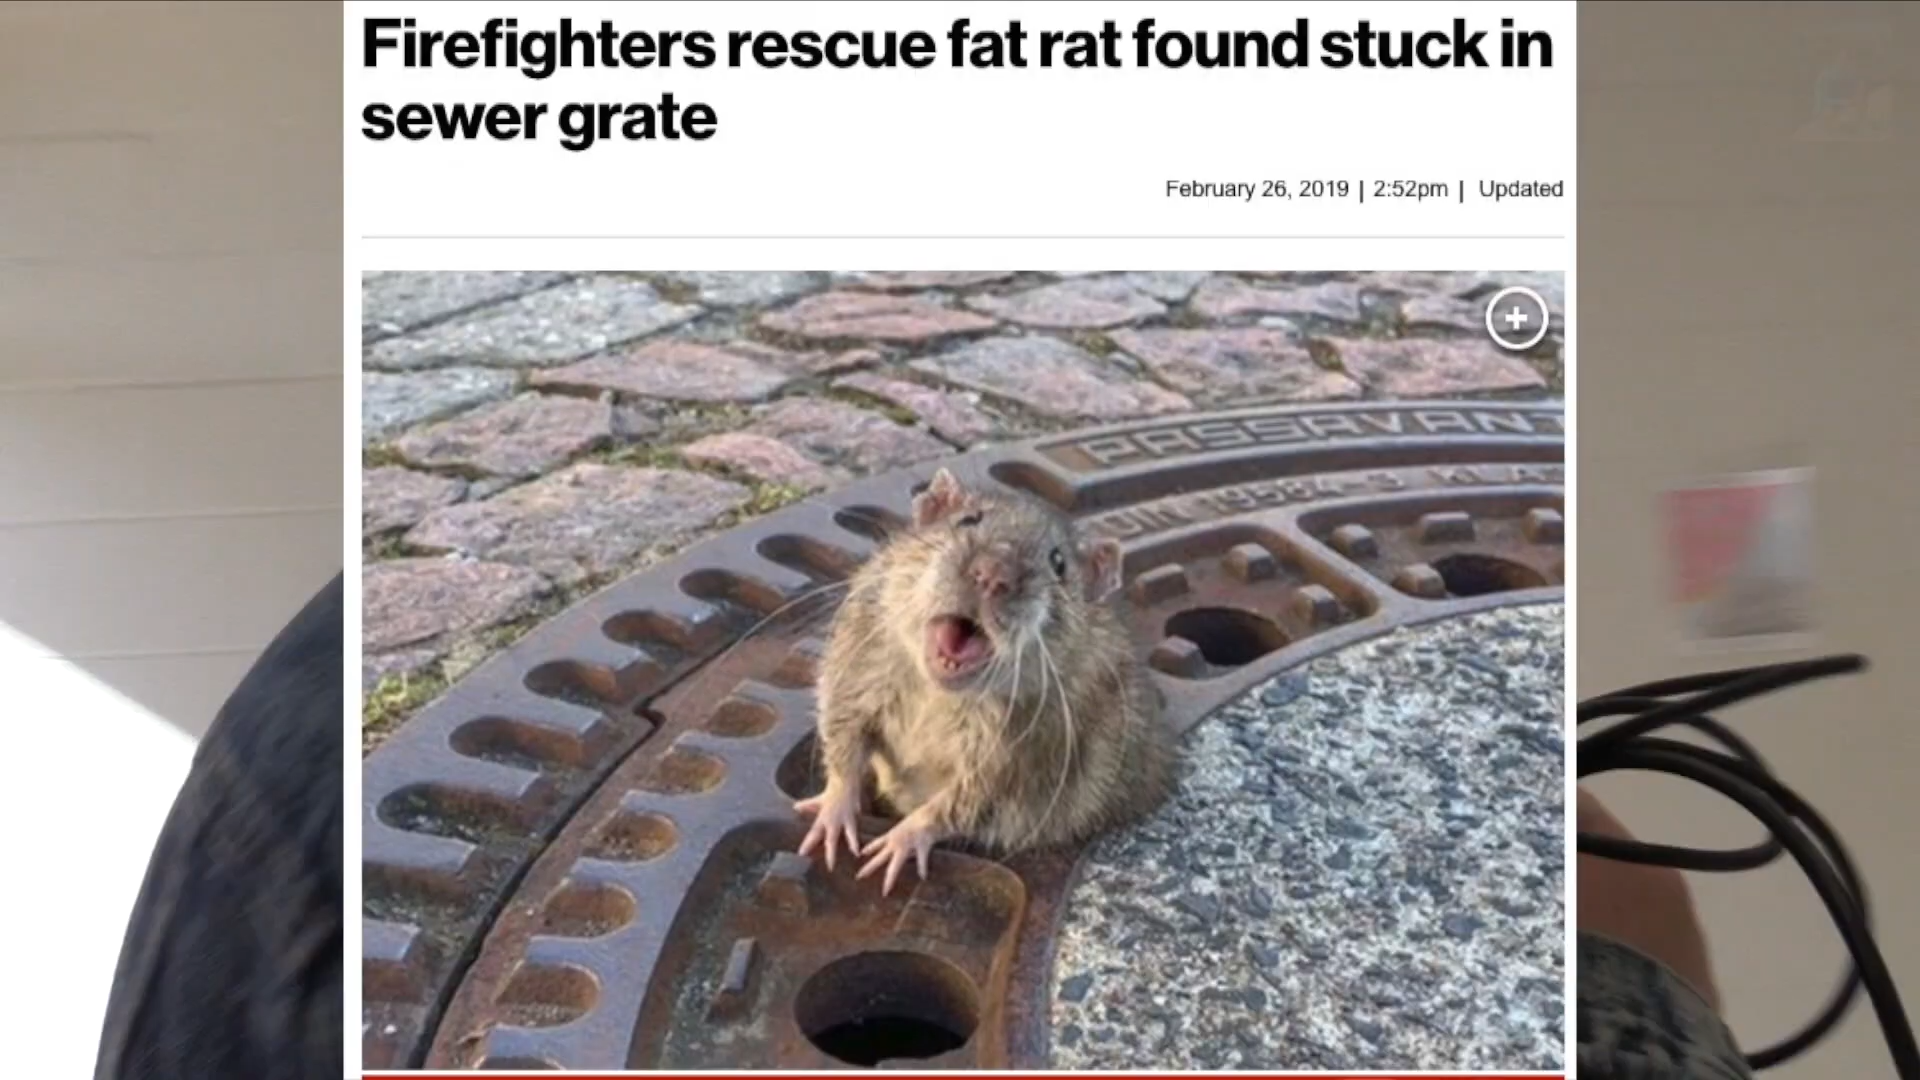 Firefighters rescue fat rat found stuck in
sewer grate
February 26, 2019 | 2:52pm | Updated
PASSAVANT